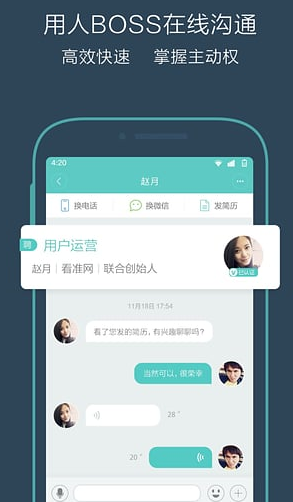 用人BOSS在线沟通
高效快速 掌握主动权
4:20
赵月
换电话 换微信 发简历
聘 用户运营
赵月 | 看准网 | 联合创始人
已认证
11月18日 17:54
看了您发的简历，有兴趣聊聊吗?
当然可以，很荣幸
28 "
20 "